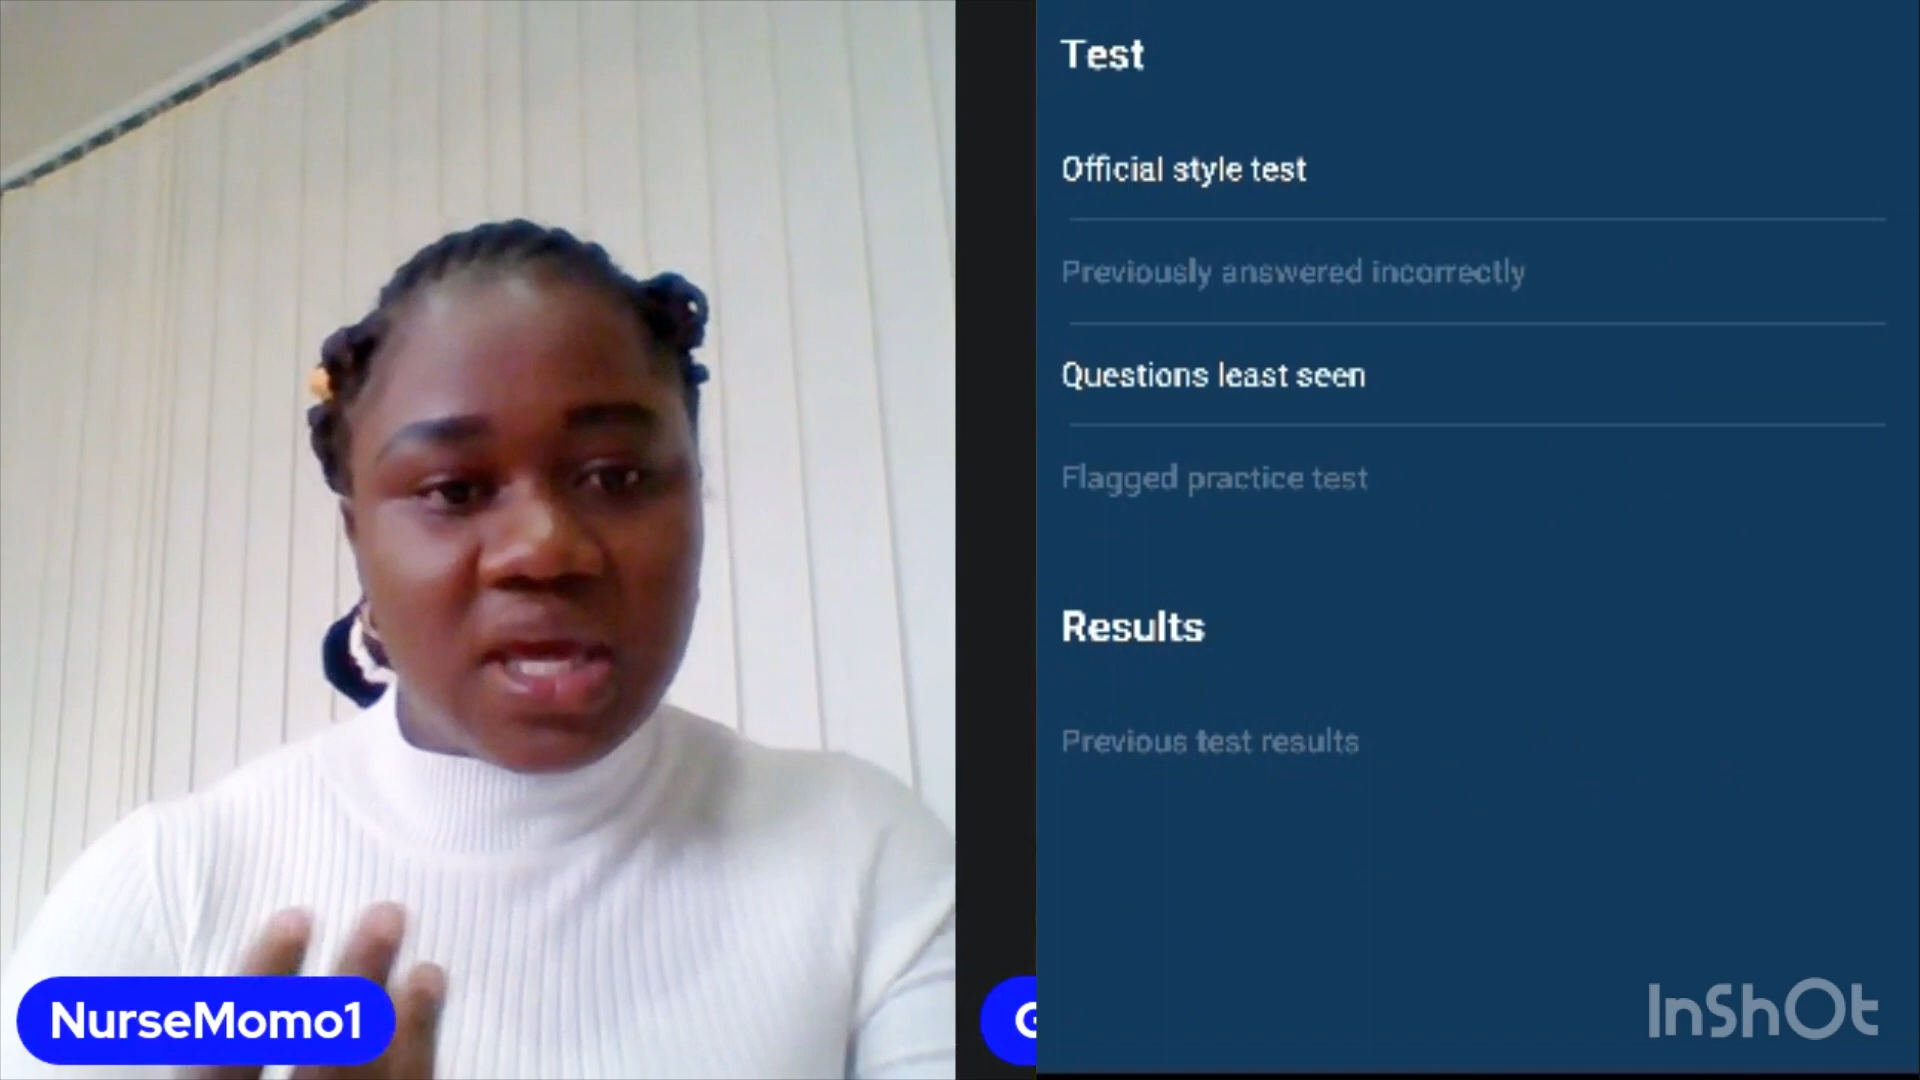 Test
Official style test
Previously answered incorrectly
Questions least seen
Flagged practice test
Results
Previous test results
NurseMomo1
InShOt